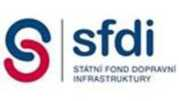 sfdi
STÁTNÍ FOND DOPRAVNÍ
INFRASTRUKTURY